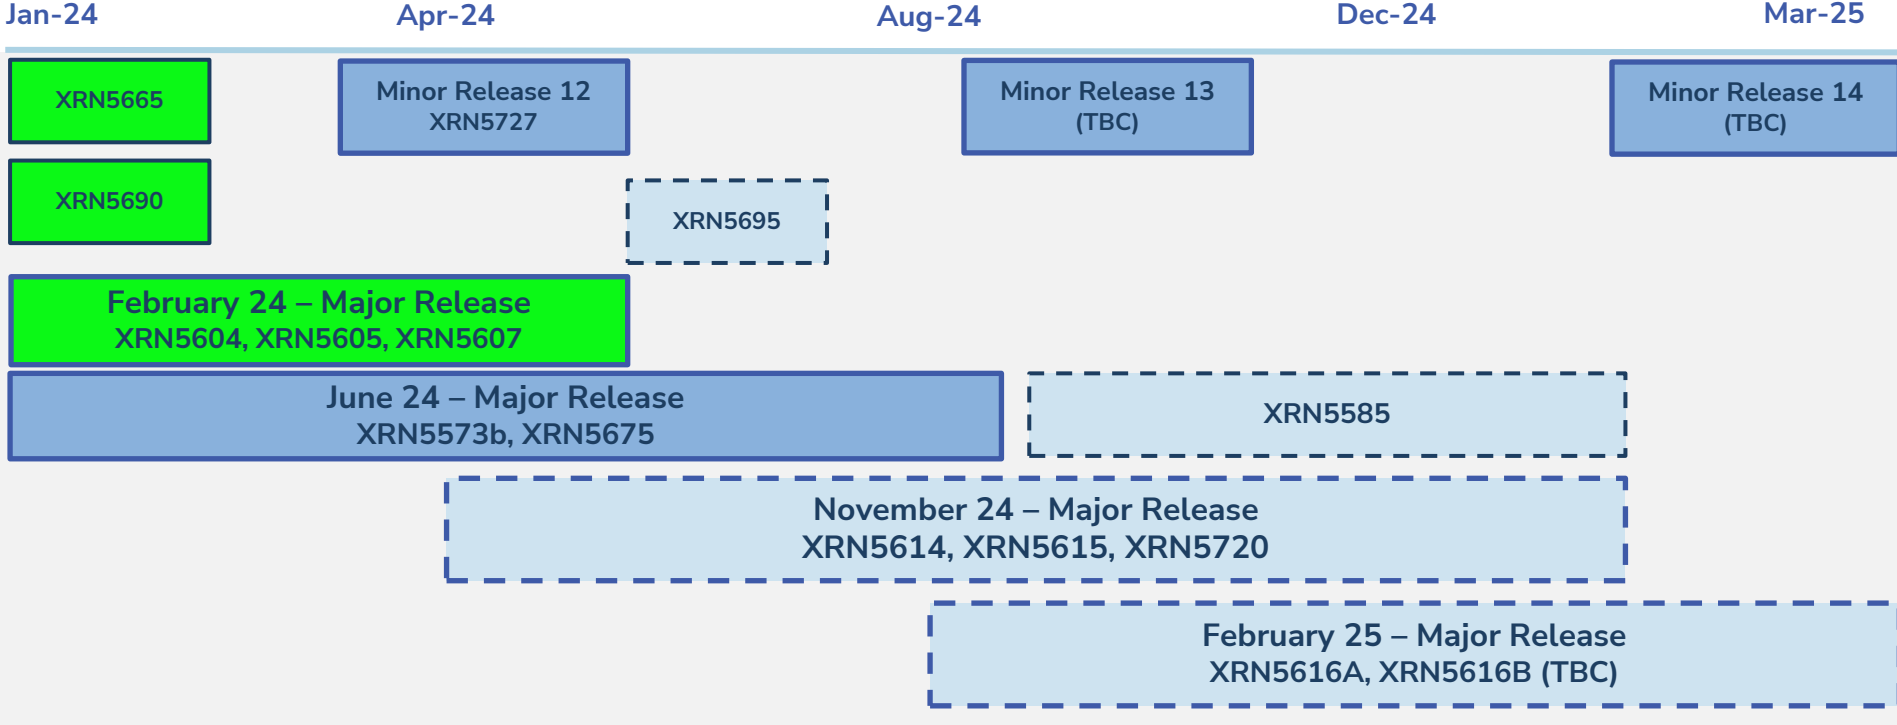 Jan-24
Apr-24
Aug-24
Dec-24
Mar-25
XRN5665
Minor Release 12
XRN5727
Minor Release 13
(TBC)
Minor Release 14
(TBC)
XRN5690
XRN5695
February 24 – Major Release
XRN5604, XRN5605, XRN5607
June 24 – Major Release
XRN5573b, XRN5675
XRN5585
November 24 – Major Release
XRN5614, XRN5615, XRN5720
February 25 – Major Release
XRN5616A, XRN5616B (TBC)